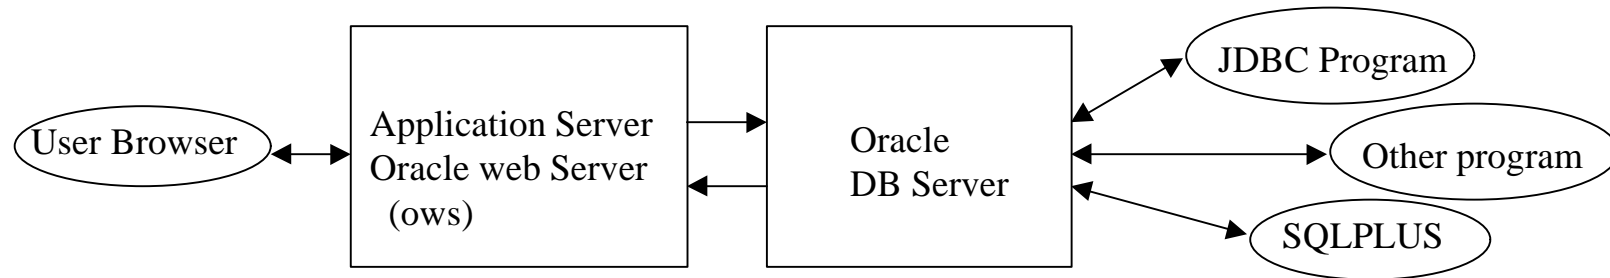 User Browser
Application Server
Oracle web Server
(ows)
Oracle
DB Server
JDBC Program
Other program
SQLPLUS